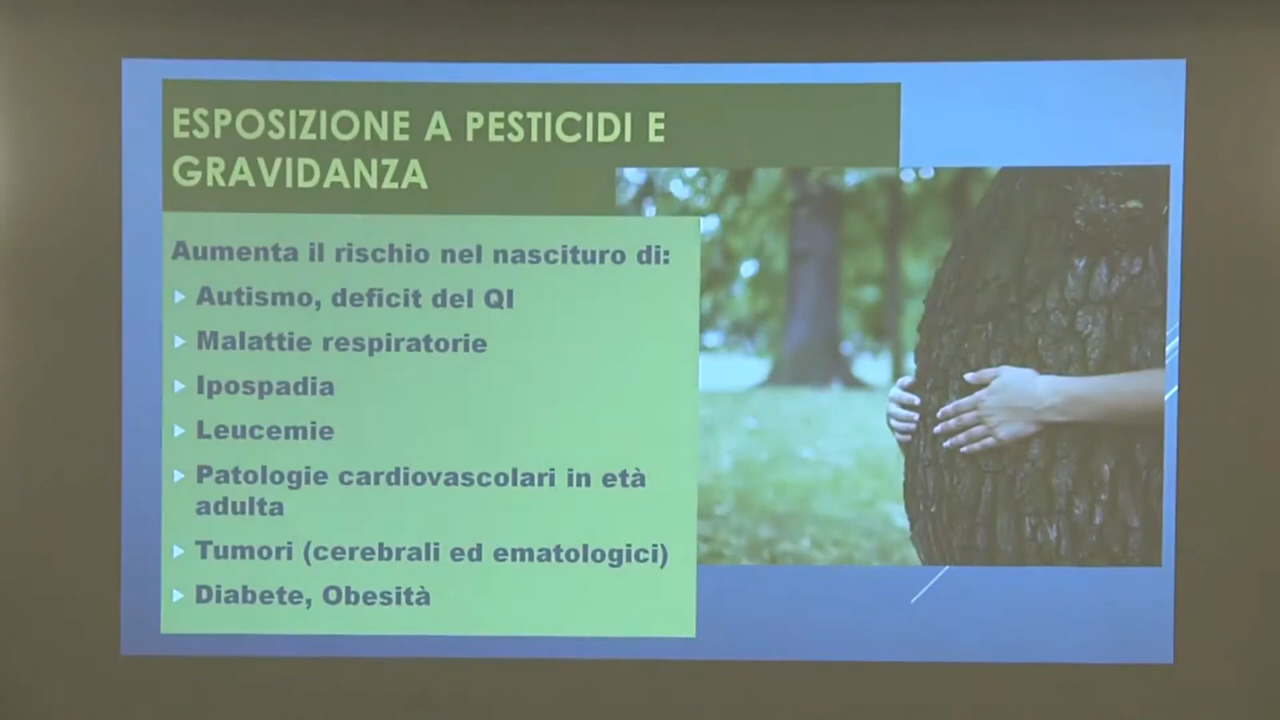 ESPOSIZIONE A PESTICIDI E
GRAVIDANZA
Aumenta il rischio nel nascituro di:
Autismo, deficit del QI
Malattie respiratorie
Ipospadia
Leucemie
Patologie cardiovascolari in età
adulta
Tumori (cerebrali ed ematologici)
Diabete, Obesità